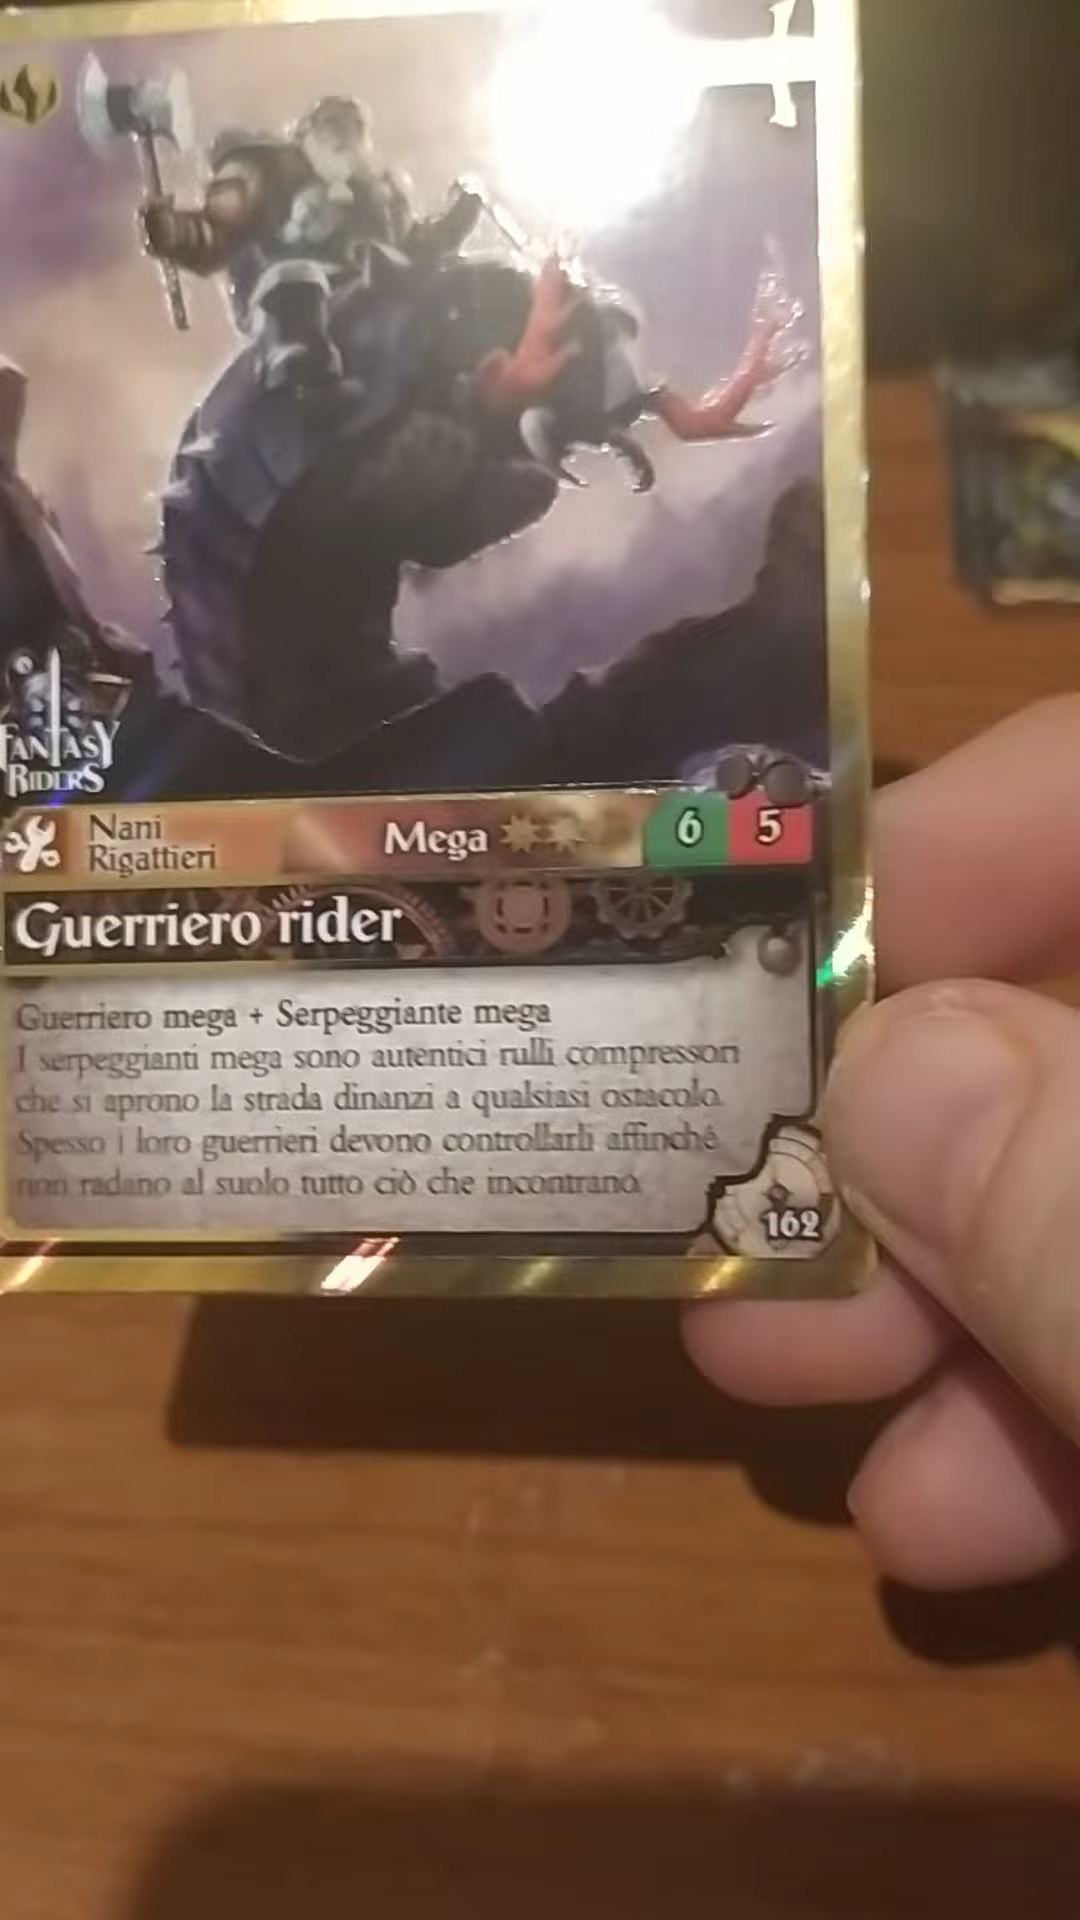 FANTASY
RIDERS
Nani
Rigattieri
Mega
6
5
Guerriero rider
Guerriero mega + Serpeggiante mega
I serpeggianti mega sono autentici rulli compressori
che si aprono la strada dinanzi a qualsiasi ostacolo.
Spesso i loro guerrieri devono controllarli affinché
non radano al suolo tutto ciò che incontrano.
162